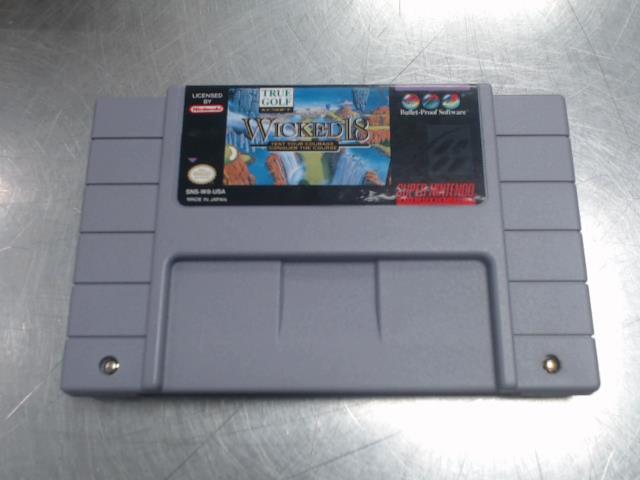 LICENSED
BY
Nintendo
TRUE
GOLF
WICKED 18
TEST YOUR COURAGE
CONQUER THE COURSE
Bullet-Proof Software
SNS-W9-USA
MADE IN JAPAN
SUPER NINTENDO